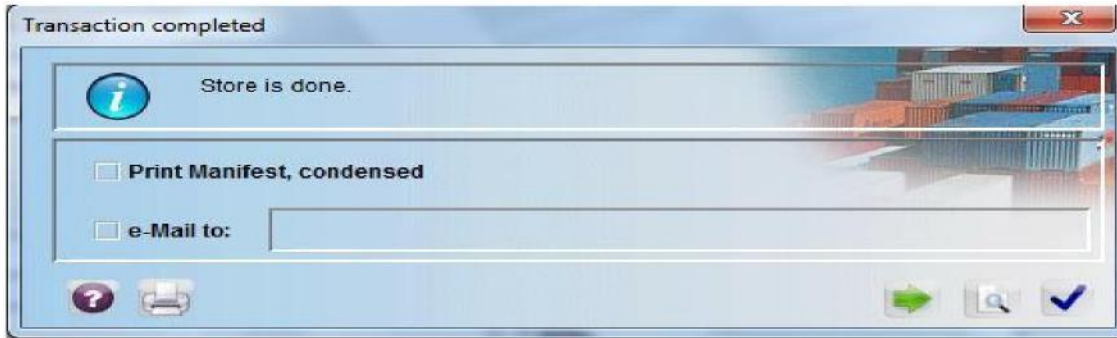 Transaction completed
Store is done.
Print Manifest, condensed
e-Mail to: